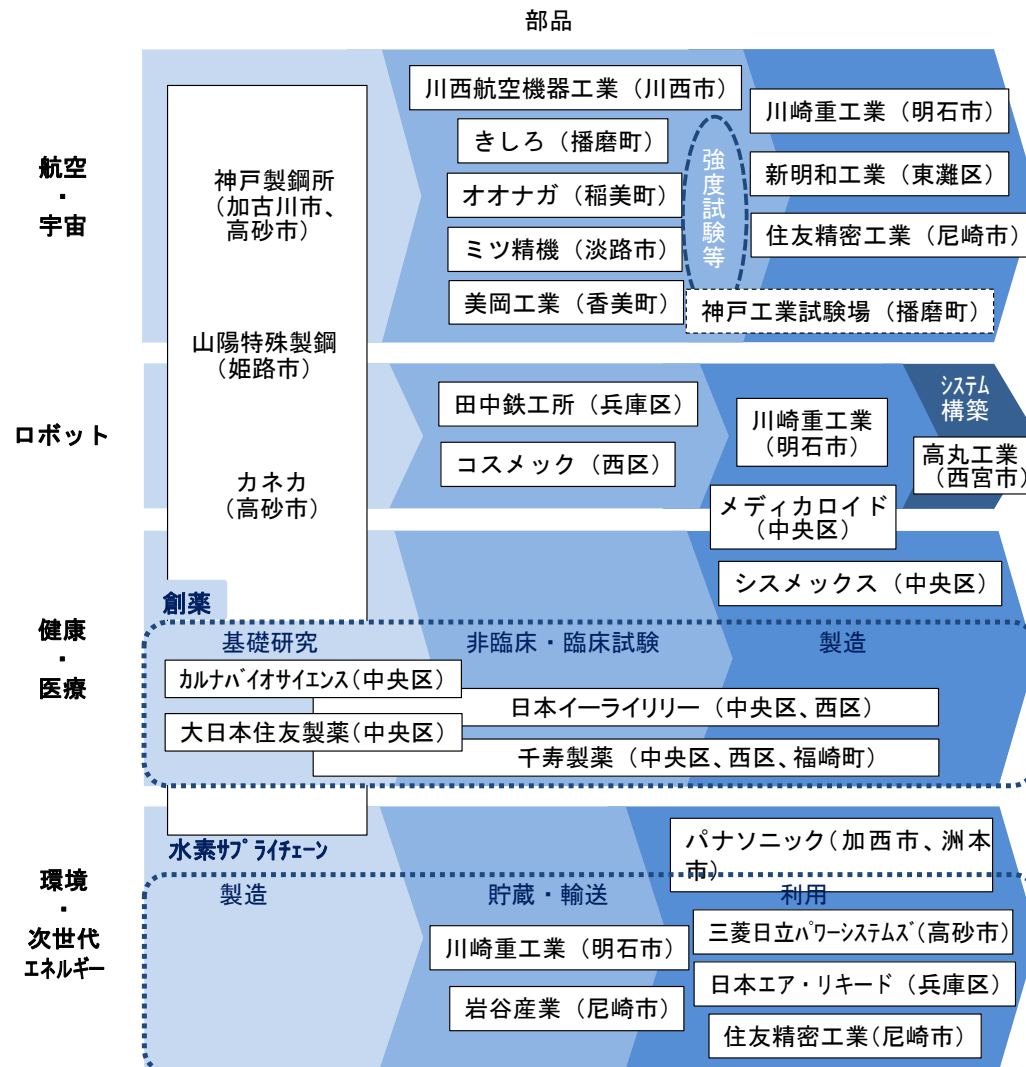 部品
航空
・
宇宙
神戸製鋼所
(加古川市、
高砂市)
山陽特殊製鋼
(姫路市)
カネカ
(高砂市)
川西航空機器工業(川西市)
きしろ(播磨町)
オオナガ(稲美町)
ミツ精機(淡路市)
美岡工業(香美町)
強度試験等
川崎重工業(明石市)
新明和工業(東灘区)
住友精密工業(尼崎市)
神戸工業試験場(播磨町)
ロボット
田中鉄工所(兵庫区)
コスメック(西区)
川崎重工業
(明石市)
システム
構築
高丸工業
(西宮市)
メディカロイド
(中央区)
健康
・
医療
シスメックス(中央区)
創薬
基礎研究
非臨床・臨床試験
製造
カルナバイオサイエンス(中央区)
日本イーライリリー(中央区、西区)
大日本住友製薬(中央区)
千寿製薬(中央区、西区、福崎町)
環境
・
次世代
エネルギー
水素サプライチェーン
パナソニック(加西市、洲本
市)
製造
貯蔵・輸送
利用
川崎重工業(明石市)
岩谷産業(尼崎市)
三菱日立パワーシステムズ(高砂市)
日本エア・リキード(兵庫区)
住友精密工業(尼崎市)